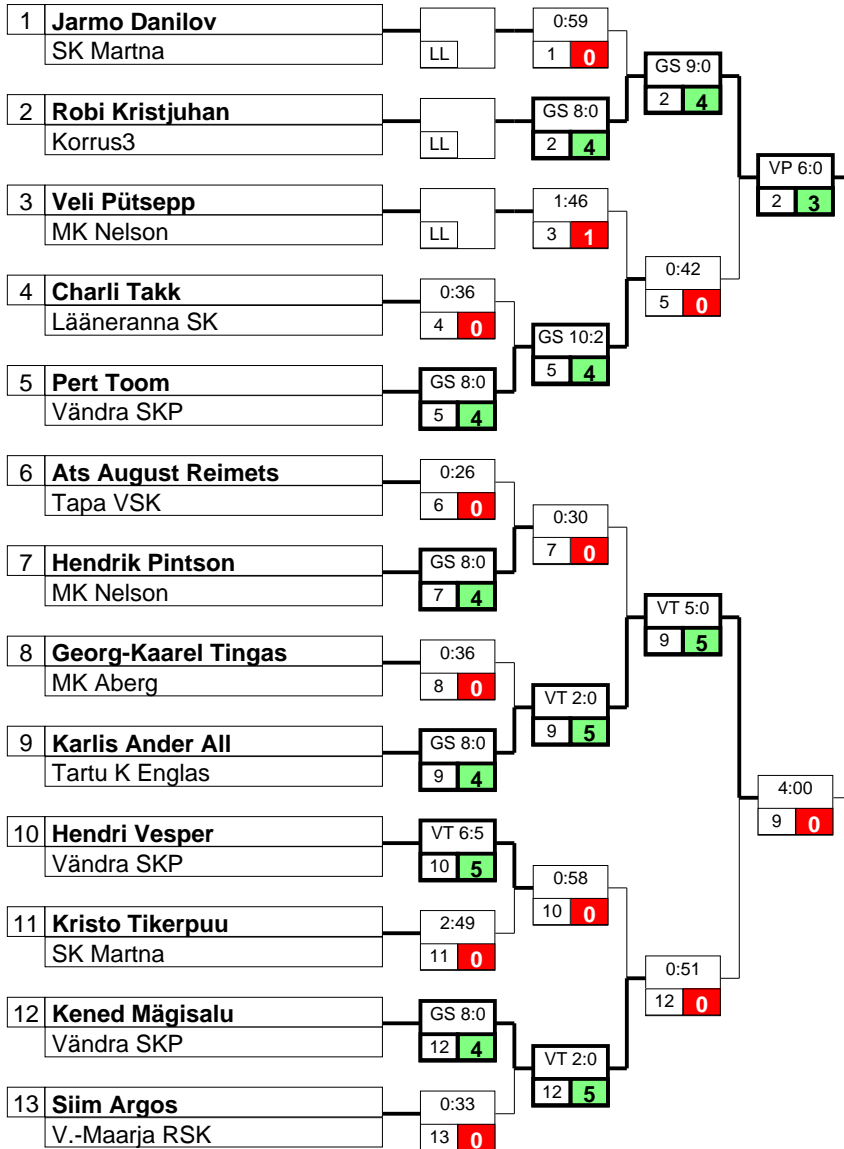 1 Jarmo Danilov
SK Martna
LL
0:59
1 0
GS 9:0
2 4
2 Robi Kristjuhan
Korrus3
LL
GS 8:0
2 4
VP 6:0
2 3
3 Veli Pütsepp
MK Nelson
LL
1:46
3 1
0:42
5 0
4 Charli Takk
Lääneranna SK
0:36
4 0
GS 10:2
5 4
5 Pert Toom
Vändra SKP
GS 8:0
5 4
6 Ats August Reimets
Tapa VSK
0:26
6 0
0:30
7 0
7 Hendrik Pintson
MK Nelson
GS 8:0
7 4
VT 5:0
9 5
8 Georg-Kaarel Tingas
MK Aberg
0:36
8 0
VT 2:0
9 5
9 Karlis Ander All
Tartu K Englas
GS 8:0
9 4
4:00
9 0
10 Hendri Vesper
Vändra SKP
VT 6:5
10 5
0:58
10 0
11 Kristo Tikerpuu
SK Martna
2:49
11 0
0:51
12 0
12 Kened Mägisalu
Vändra SKP
GS 8:0
12 4
VT 2:0
12 5
13 Siim Argos
V.-Maarja RSK
0:33
13 0